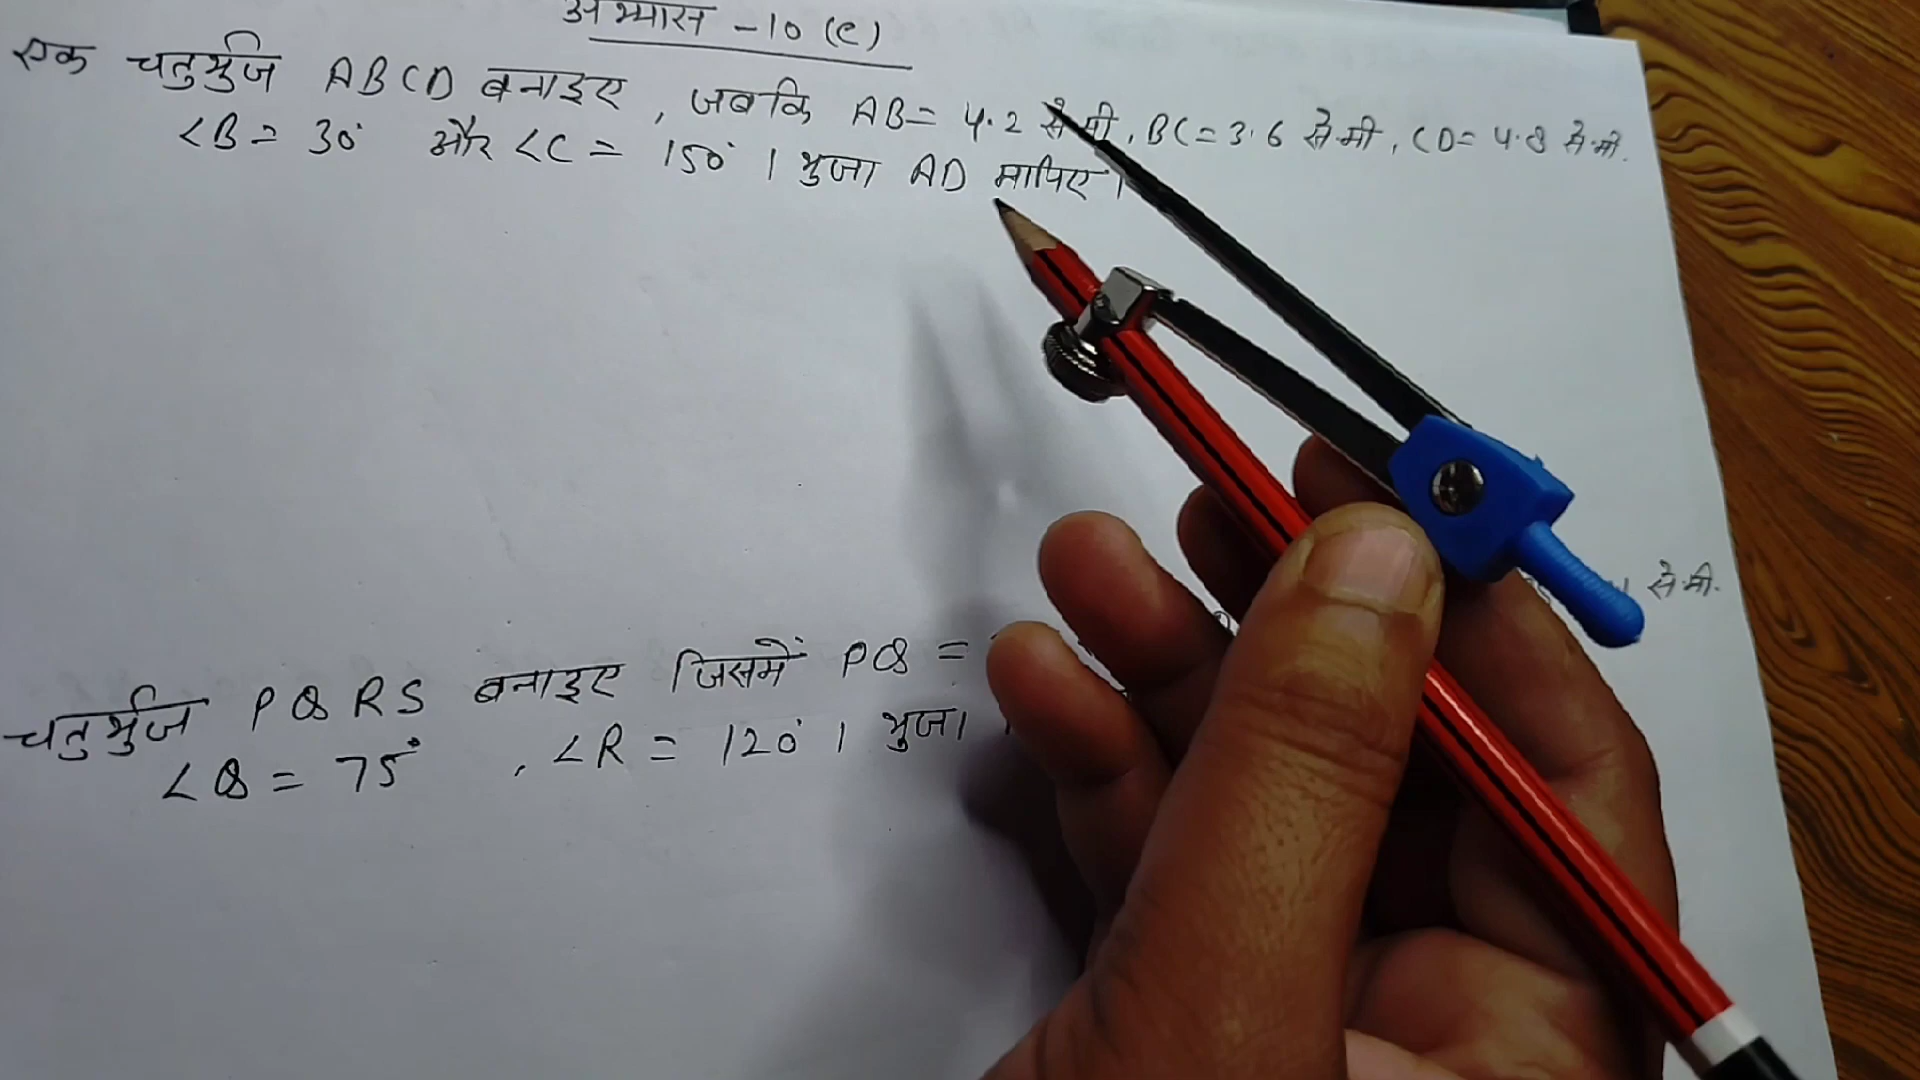 अभ्यास - 10 (e)
एक चतुर्भुज ABCD बनाइए , जबकि AB = 4.2 से.मी , BC = 3.6 से.मी , CD = 4.8 से.मी.
<B = 30° और <C = 150° । भुजा AD मापिए ।
चतुर्भुज PQRS बनाइए जिसमें PQ = से.मी.
<Q = 75° , <R = 120° । भुजा